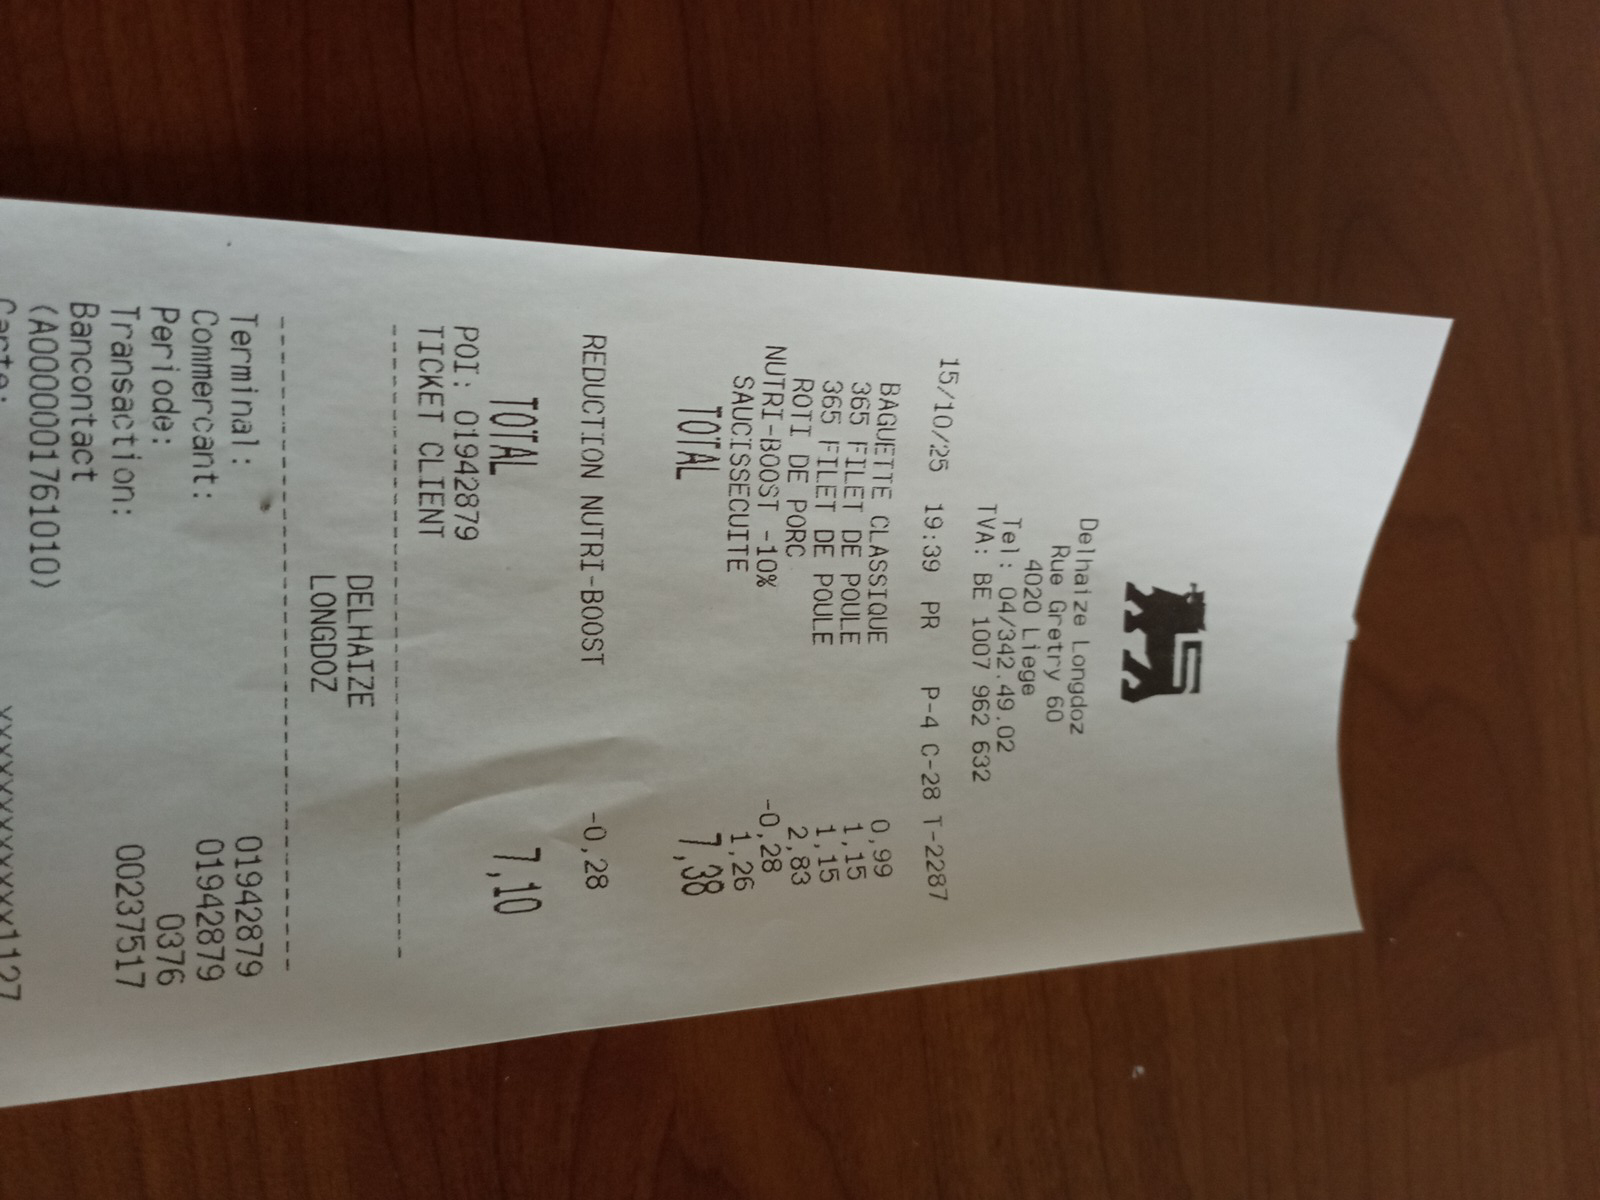 Delhaize Longdoz
Rue Gretry 60
4020 Liege
Tel: 04/342.49.02
TVA: BE 1007 962 632
15/10/25 19:39 PR P-4 C-28 T-2287
BAGUETTE CLASSIQUE 0,99
365 FILET DE POULE 1,15
365 FILET DE POULE 1,15
ROTI DE PORC 2,83
NUTRI-BOOST -10% -0,28
SAUCISSECUITE 1,26
TOTAL 7,38
REDUCTION NUTRI-BOOST -0,28
TOTAL 7,10
POI: 01942879
TICKET CLIENT
DELHAIZE
LONGDOZ
Terminal: 01942879
Commercant: 01942879
Periode: 0376
Transaction: 00237517
Bancontact
(A0000001761010)
Carte: xxxxxxxxxxxx1127